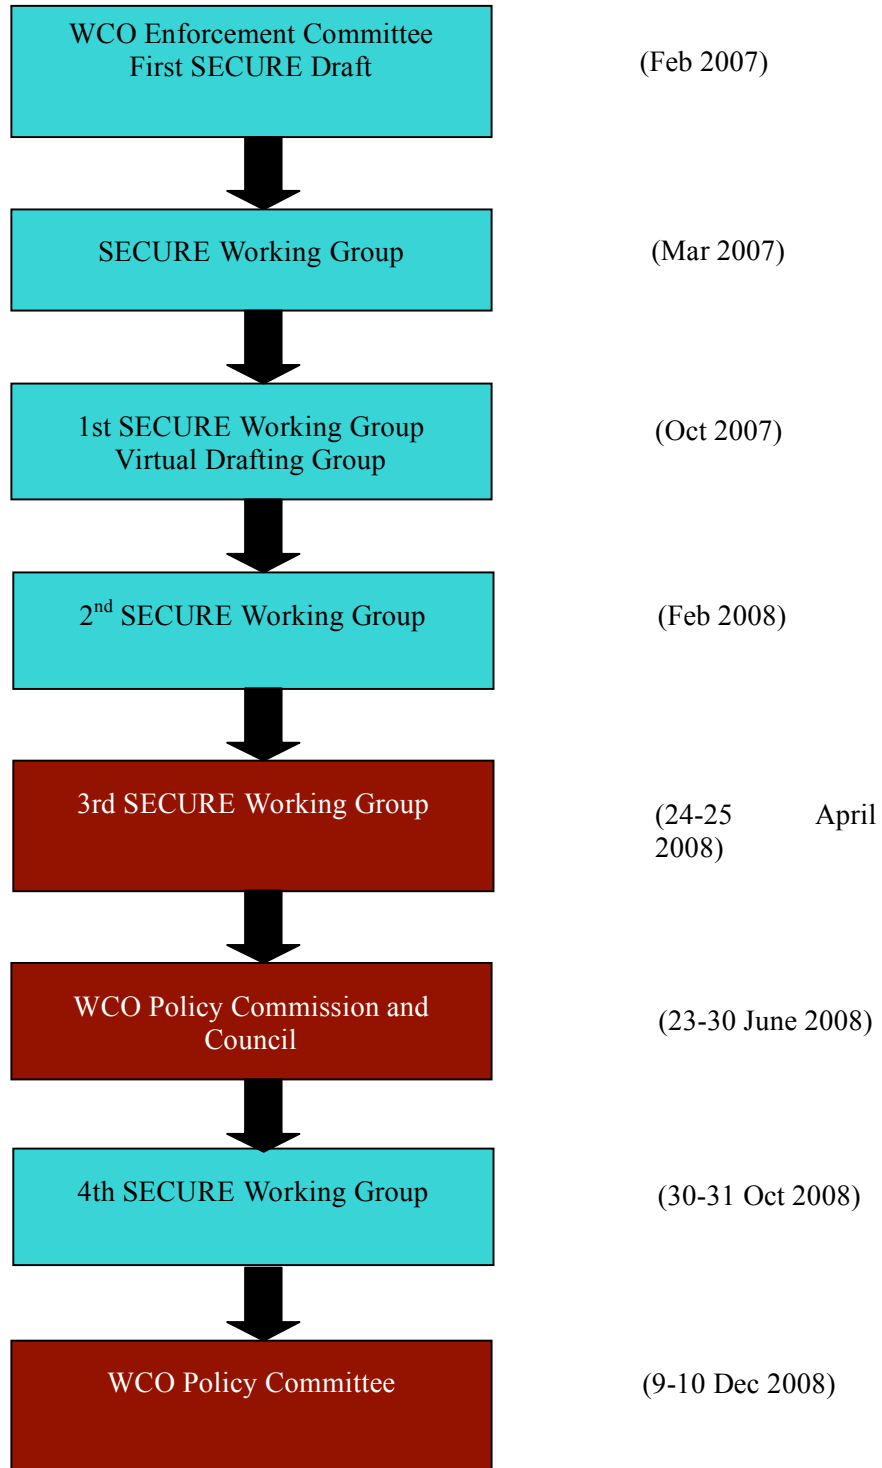 WCO Enforcement Committee
First SECURE Draft
(Feb 2007)
SECURE Working Group
(Mar 2007)
1st SECURE Working Group
Virtual Drafting Group
(Oct 2007)
2nd SECURE Working Group
(Feb 2008)
3rd SECURE Working Group
(24-25 April
2008)
WCO Policy Commission and
Council
(23-30 June 2008)
4th SECURE Working Group
(30-31 Oct 2008)
WCO Policy Committee
(9-10 Dec 2008)